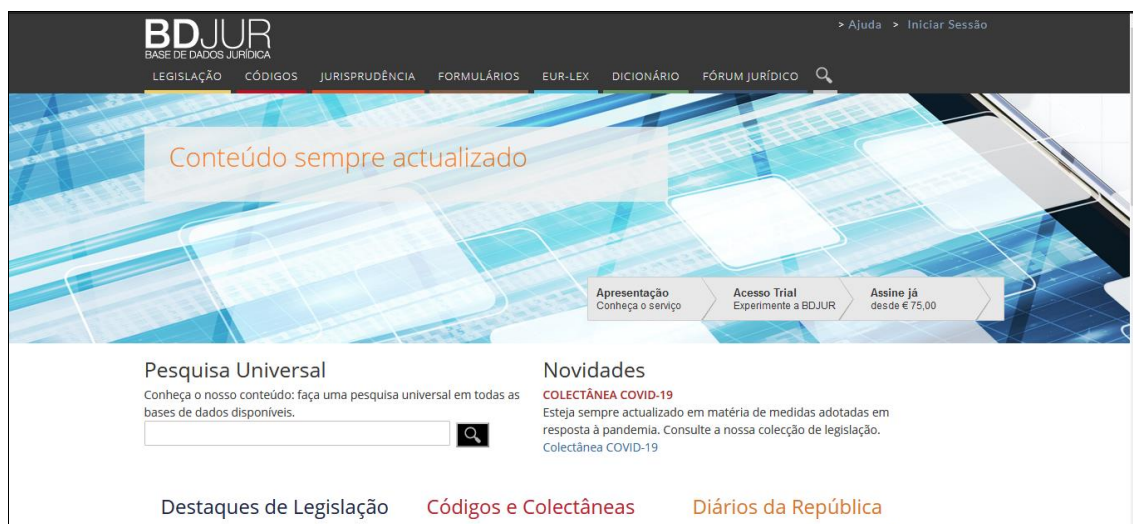 > Ajuda > Iniciar Sessão
BDJUR
BASE DE DADOS JURÍDICA
LEGISLAÇÃO CÓDIGOS JURISPRUDÊNCIA FORMULÁRIOS EUR-LEX DICIONÁRIO FÓRUM JURÍDICO
Conteúdo sempre actualizado
Apresentação
Conheça o serviço
Acesso Trial
Experimente a BDJUR
Assine já
desde € 75,00
Pesquisa Universal
Conheça o nosso conteúdo: faça uma pesquisa universal em todas as
bases de dados disponíveis.
Novidades
COLECTÂNEA COVID-19
Esteja sempre actualizado em matéria de medidas adotadas em
resposta à pandemia. Consulte a nossa colecção de legislação.
Colectânea COVID-19
Destaques de Legislação
Códigos e Colectâneas
Diários da República